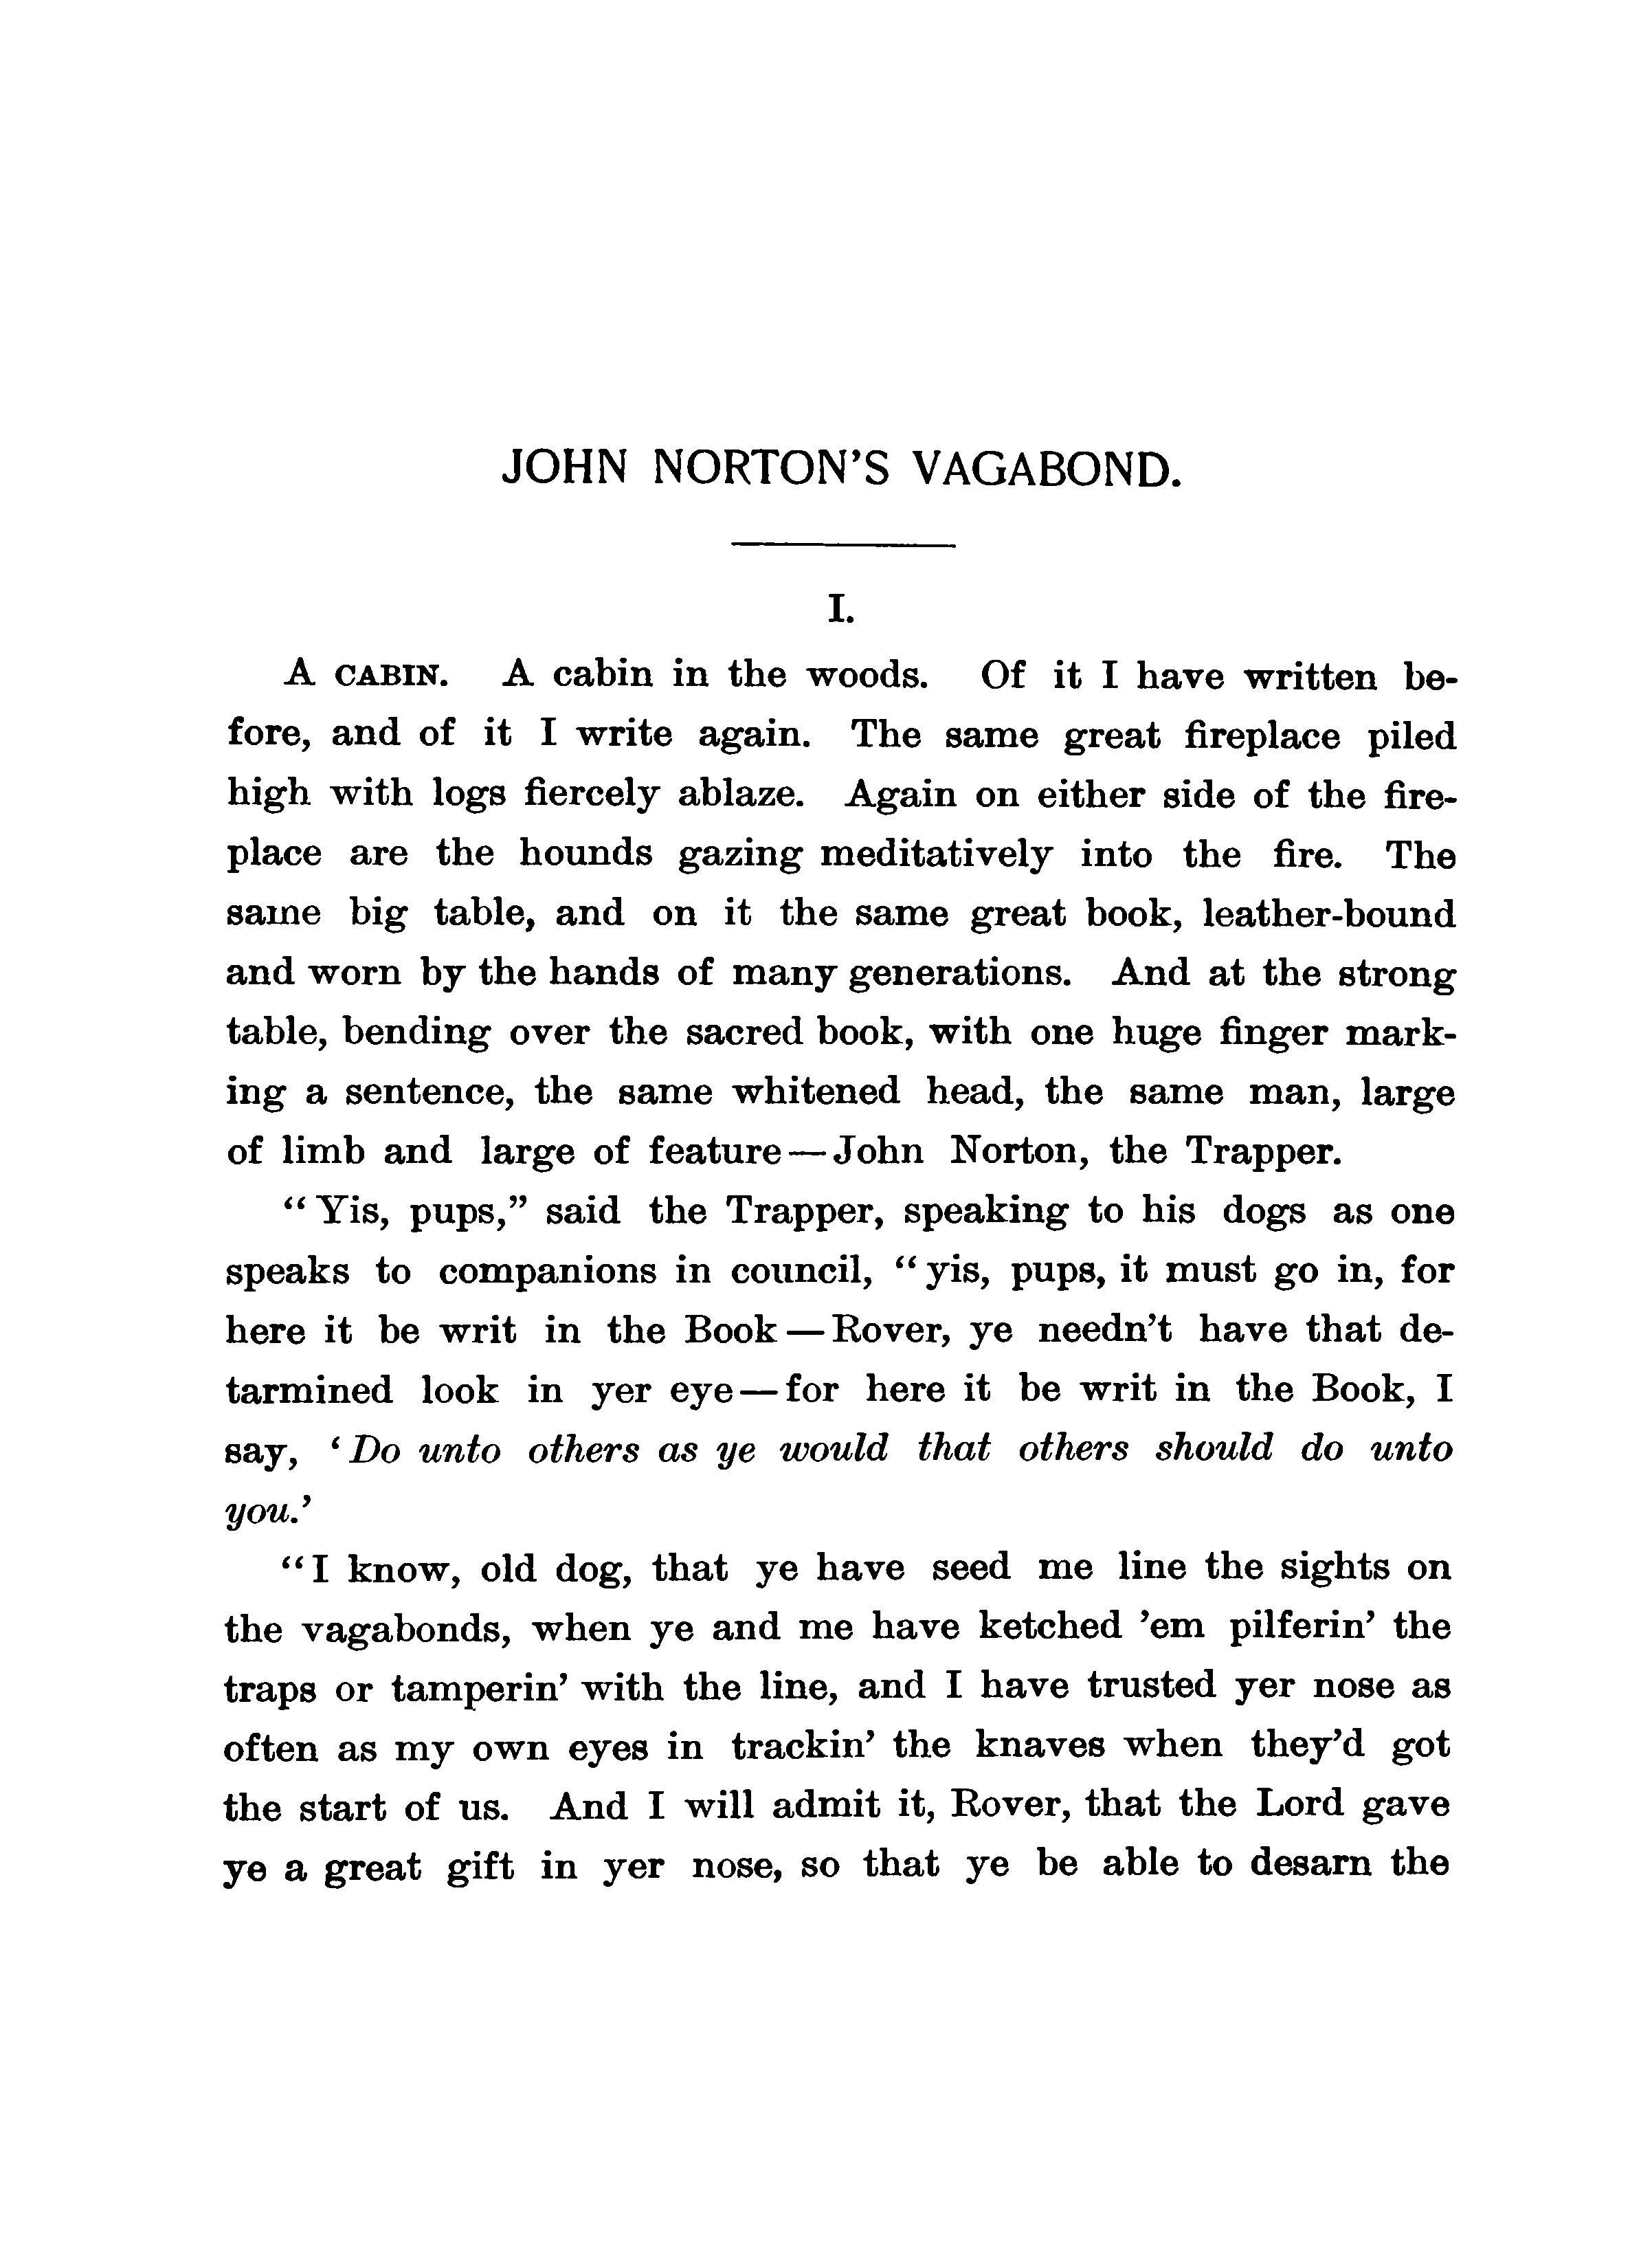 JOHN NORTON'S VAGABOND.
I.
A CABIN. A cabin in the woods. Of it I have written be-
fore, and of it I write again. The same great fireplace piled
high with logs fiercely ablaze. Again on either side of the fire-
place are the hounds gazing meditatively into the fire. The
same big table, and on it the same great book, leather-bound
and worn by the hands of many generations. And at the strong
table, bending over the sacred book, with one huge finger mark-
ing a sentence, the same whitened head, the same man, large
of limb and large of feature — John Norton, the Trapper.
“Yis, pups,” said the Trapper, speaking to his dogs as one
speaks to companions in council, “yis, pups, it must go in, for
here it be writ in the Book — Rover, ye needn't have that de-
tarmined look in yer eye — for here it be writ in the Book, I
say, ‘Do unto others as ye would that others should do unto
you.’
“I know, old dog, that ye have seed me line the sights on
the vagabonds, when ye and me have ketched ’em pilferin’ the
traps or tamperin’ with the line, and I have trusted yer nose as
often as my own eyes in trackin’ the knaves when they’d got
the start of us. And I will admit it, Rover, that the Lord gave
ye a great gift in yer nose, so that ye be able to desarn the